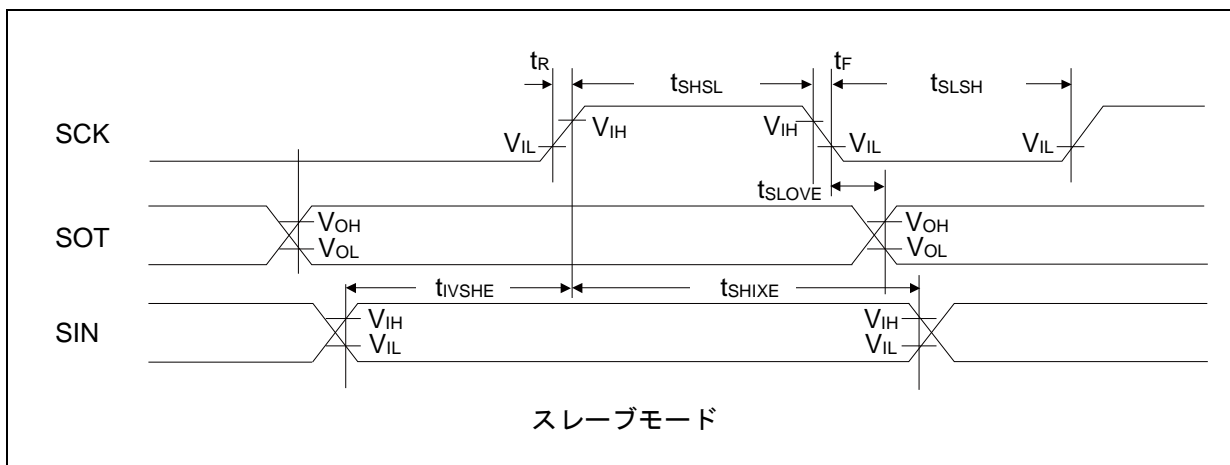 tR tSHSL tF tSLSH
SCK VIL VIH VIH VIL VIL
tSLOVE
SOT VOH VOL VOH VOL
tIVSHE tSHIXE
SIN VIH VIL VIH VIL
スレーブモード